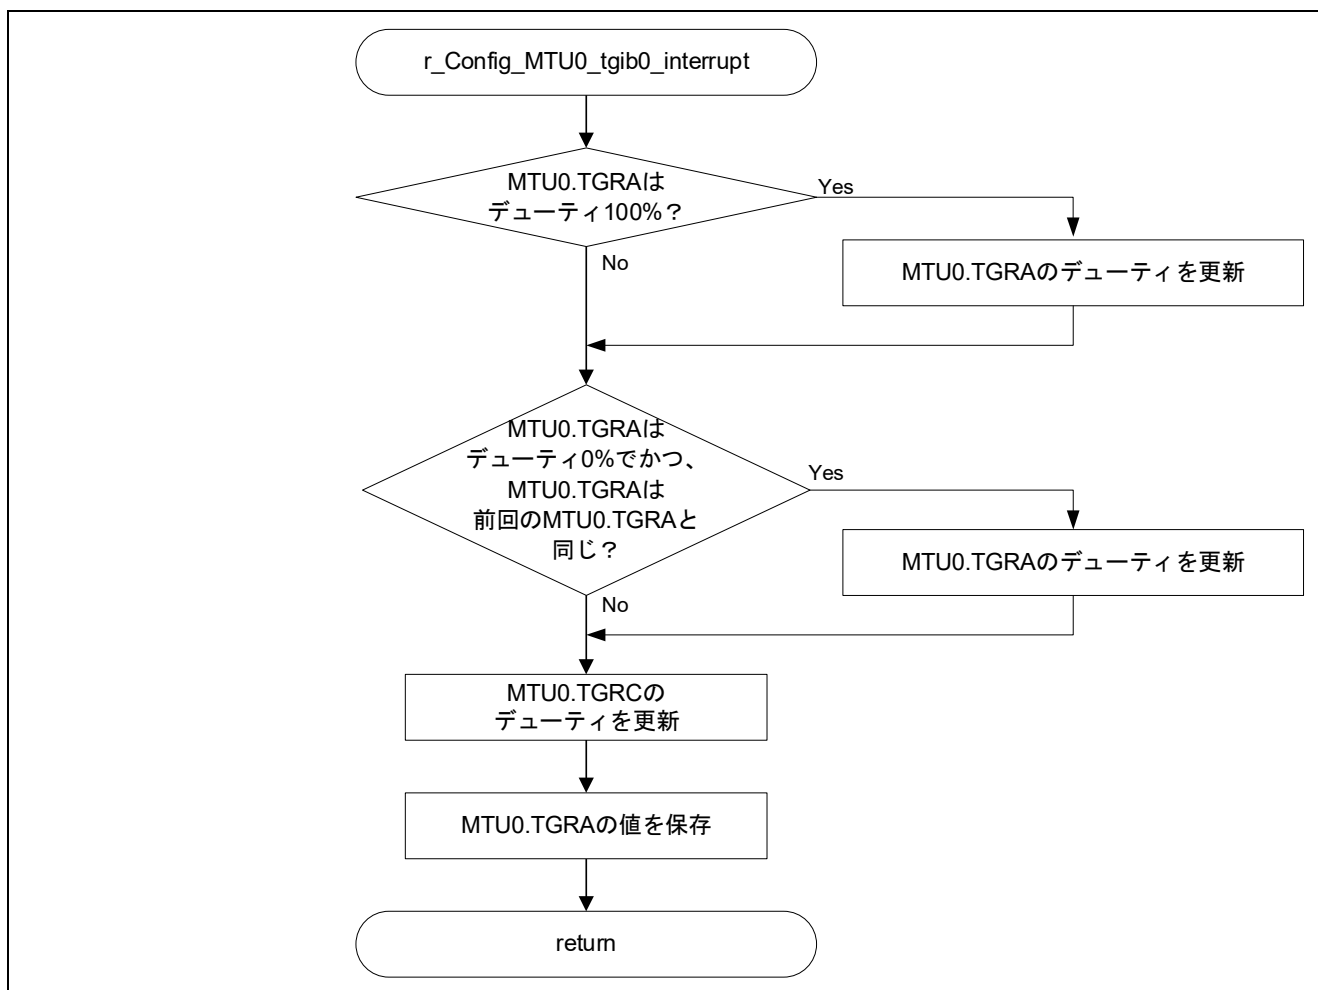 r_Config_MTU0_tgib0_interrupt
MTU0.TGRAは
デューティ100%？
Yes
No
MTU0.TGRAのデューティを更新
MTU0.TGRAは
デューティ0%でかつ、
MTU0.TGRAは
前回のMTU0.TGRAと
同じ？
Yes
No
MTU0.TGRAのデューティを更新
MTU0.TGRCの
デューティを更新
MTU0.TGRAの値を保存
return